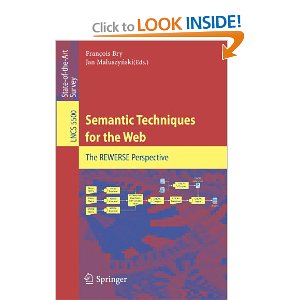 Click to LOOK INSIDE!
François Bry
Jan Małuszyński (Eds.)
State-of-the-Art
Survey
LNCS 5500
Semantic Techniques
for the Web
The REWERSE Perspective
Springer